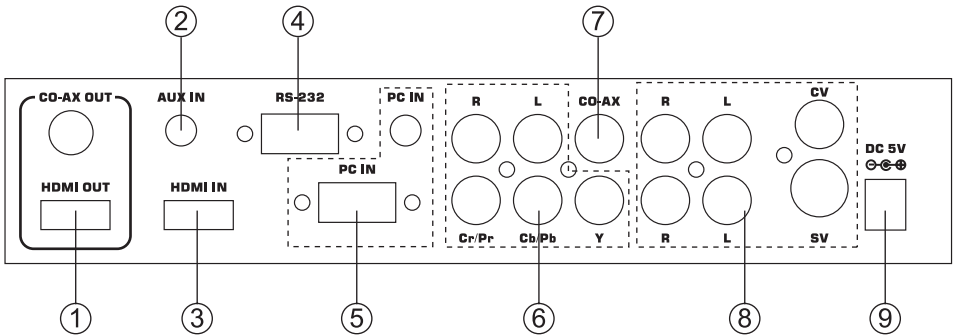 ② ④ ⑦
CO-AX OUT AUX IN RS-232 PC IN R L CO-AX R L CV
DC 5V
PC IN
HDMI OUT HDMI IN
Cr/Pr Cb/Pb Y R L SV
① ③ ⑤ ⑥ ⑧ ⑨